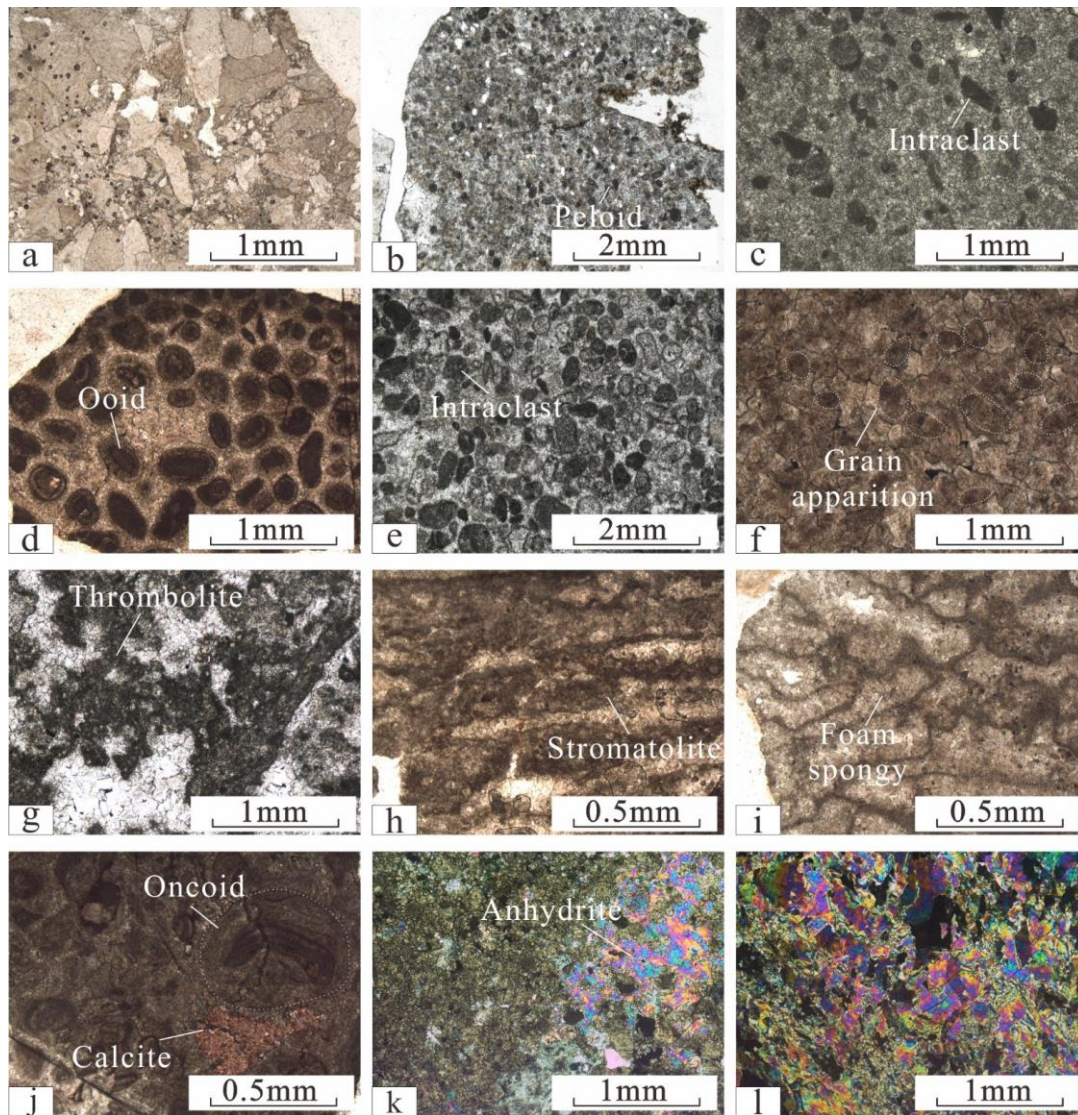 a
1mm
Peloid
b
2mm
Intraclast
c
1mm
Ooid
d
1mm
Intraclast
e
2mm
Grain
apparition
f
1mm
Thrombolite
g
1mm
Stromatolite
h
0.5mm
Foam
spongy
i
0.5mm
Oncoid
Calcite
j
0.5mm
Anhydrite
k
1mm
l
1mm